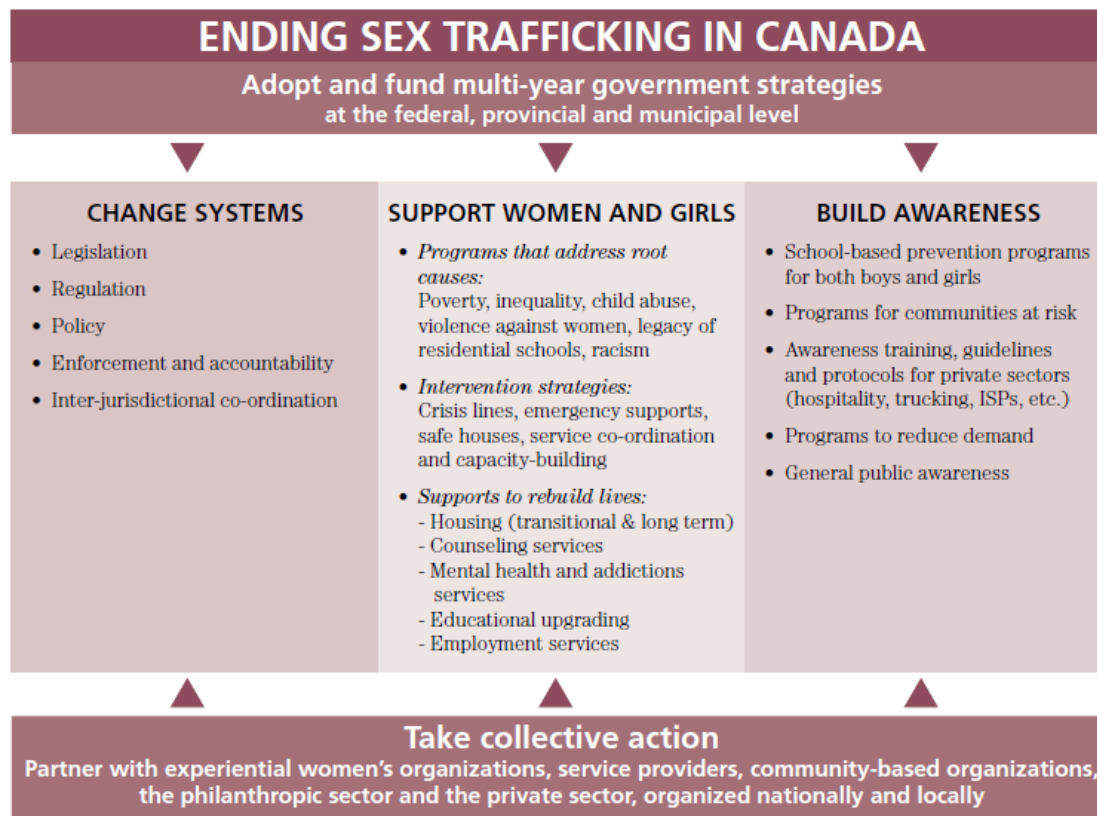 ENDING SEX TRAFFICKING IN CANADA
Adopt and fund multi-year government strategies
at the federal, provincial and municipal level
CHANGE SYSTEMS
• Legislation
• Regulation
• Policy
• Enforcement and accountability
• Inter-jurisdictional co-ordination
SUPPORT WOMEN AND GIRLS
• Programs that address root
causes:
Poverty, inequality, child abuse,
violence against women, legacy of
residential schools, racism
• Intervention strategies:
Crisis lines, emergency supports,
safe houses, service co-ordination
and capacity-building
• Supports to rebuild lives:
- Housing (transitional & long term)
- Counseling services
- Mental health and addictions
services
- Educational upgrading
- Employment services
BUILD AWARENESS
• School-based prevention programs
for both boys and girls
• Programs for communities at risk
• Awareness training, guidelines
and protocols for private sectors
(hospitality, trucking, ISPs, etc.)
• Programs to reduce demand
• General public awareness
Take collective action
Partner with experiential women's organizations, service providers, community-based organizations,
the philanthropic sector and the private sector, organized nationally and locally